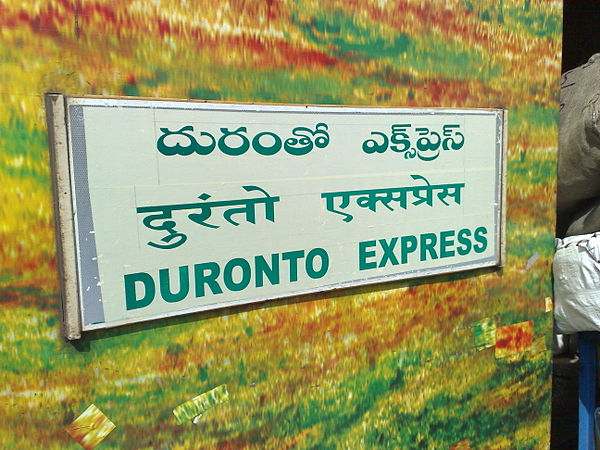 దురంతో ఎక్స్‌ప్రెస్
दुरंतो एक्सप्रेस
DURONTO EXPRESS